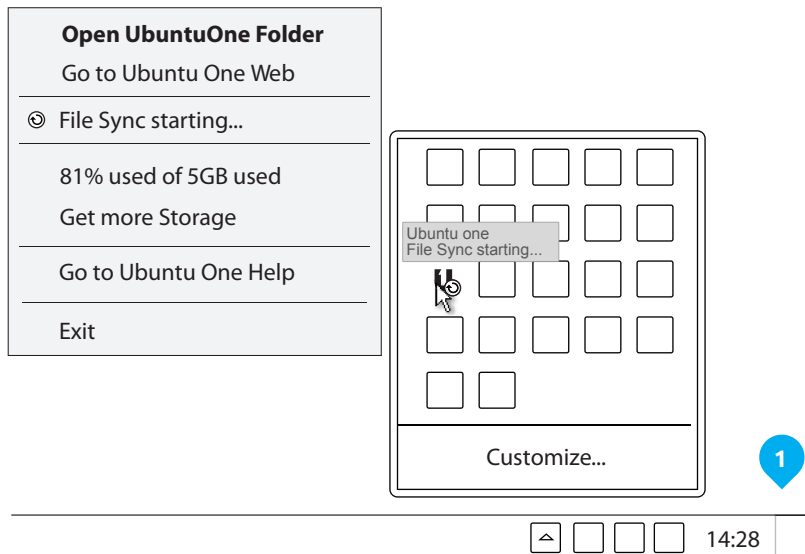 Open UbuntuOne Folder
Go to Ubuntu One Web
File Sync starting...
81% used of 5GB used
Get more Storage
Go to Ubuntu One Help
Exit
Ubuntu one
File Sync starting...
Customize...
1
14:28